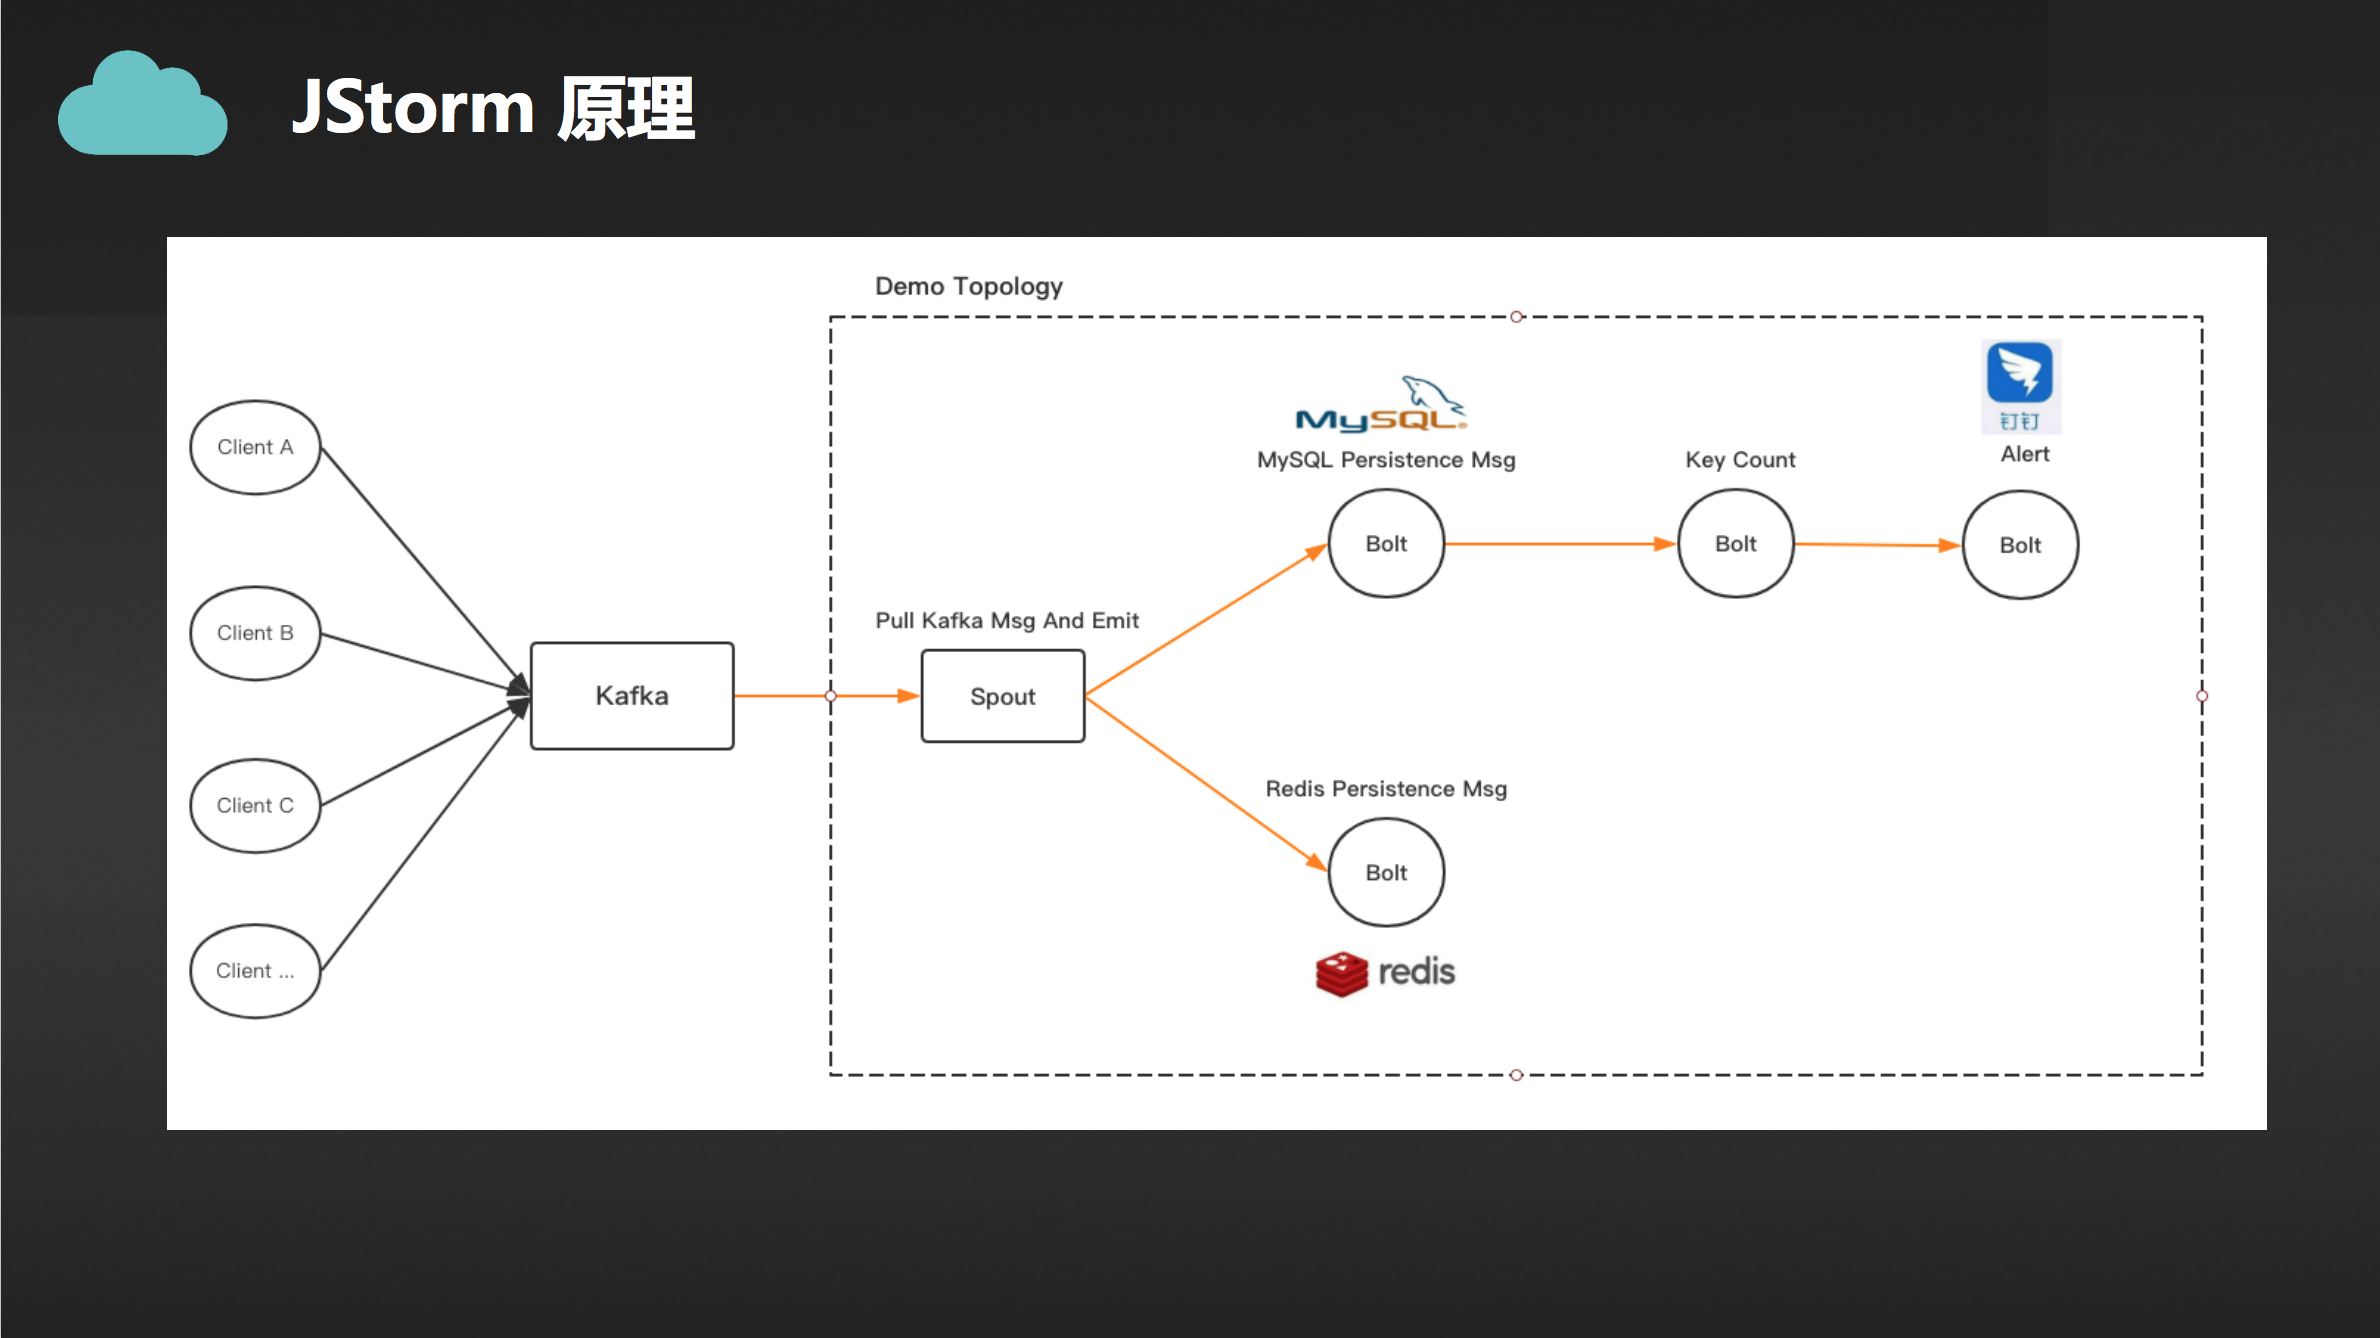 JStorm 原理
Demo Topology
Client A
Client B
Client C
Client ...
Kafka
Pull Kafka Msg And Emit
Spout
MySQL
MySQL Persistence Msg
Bolt
Key Count
Bolt
钉钉
Alert
Bolt
Redis Persistence Msg
Bolt
redis